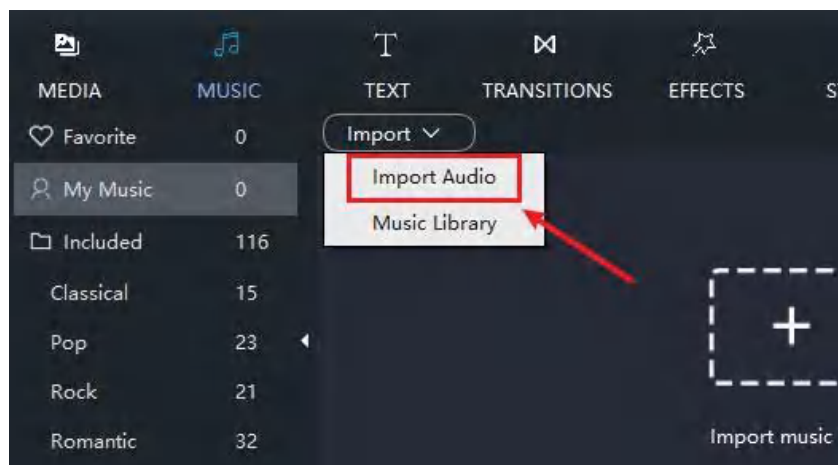 MEDIA MUSIC TEXT TRANSITIONS EFFECTS
Favorite 0 Import
My Music 0 Import Audio
Music Library
Included 116
Classical 15
Pop 23
Rock 21
Romantic 32 Import music